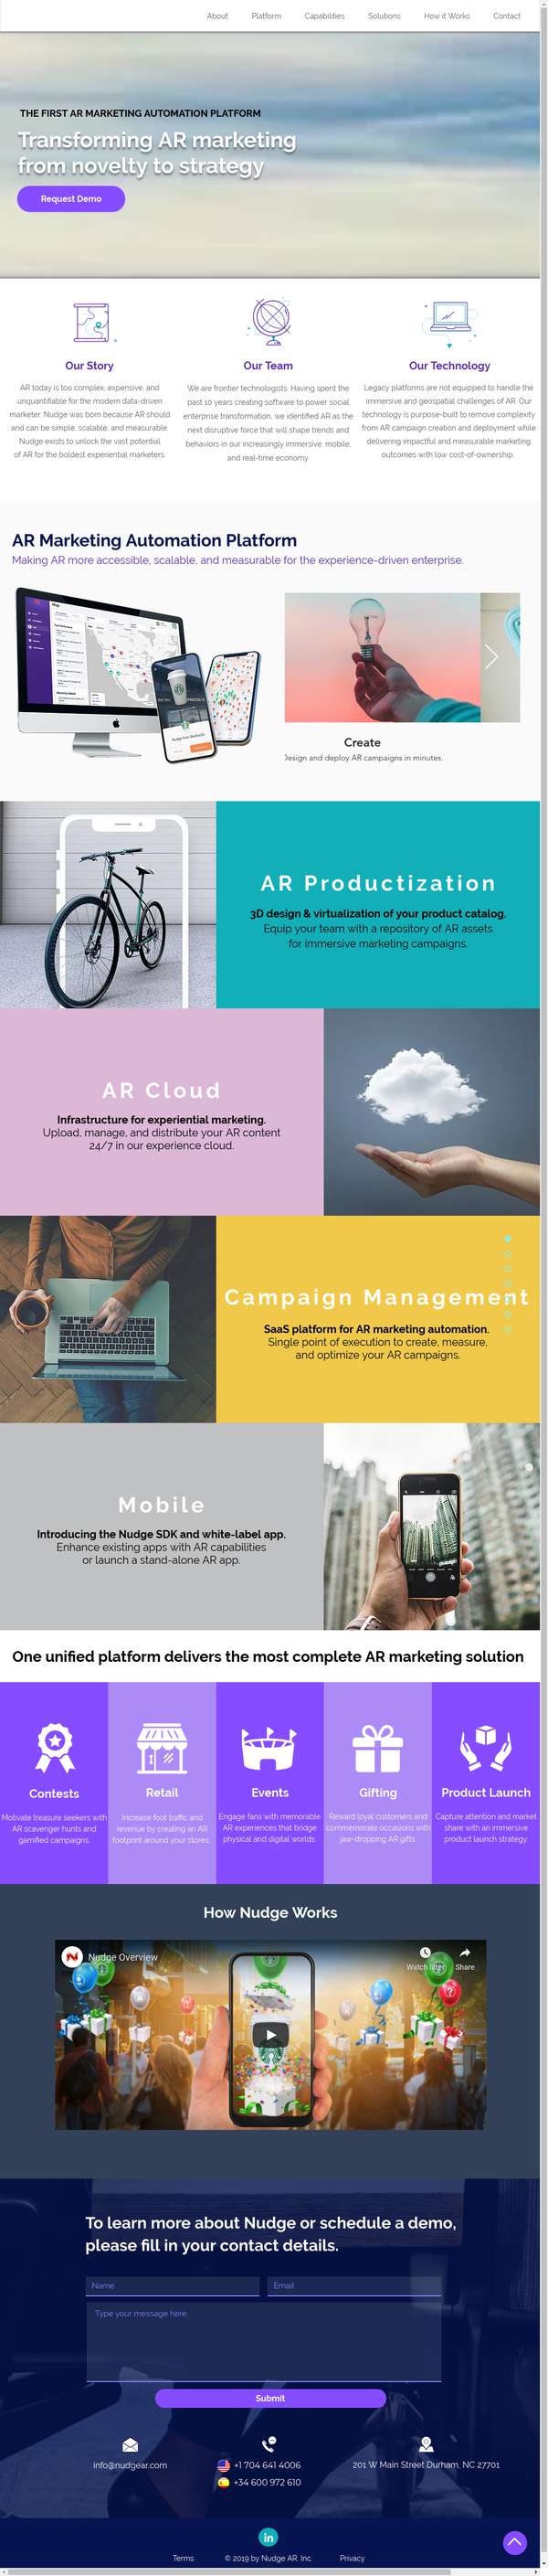 About Platform Capabilities Solutions How it Works Contact
THE FIRST AR MARKETING AUTOMATION PLATFORM
Transforming AR marketing
from novelty to strategy
Request Demo
Our Story
AR today is too complex, expensive, and
unquantifiable for the modern data-driven
marketer. Nudge was born because AR should
and can be simple, scalable, and measurable.
Nudge exists to unlock the vast potential
of AR for the boldest experiential marketers.
Our Team
We are frontier technologists. Having spent the
past 10 years creating software to power social
enterprise transformation, we identified AR as the
next disruptive force that will shape trends and
behaviors in our increasingly immersive, mobile,
and real-time economy.
Our Technology
Legacy platforms are not equipped to handle the
immersive and geospatial challenges of AR. Our
technology is purpose-built to remove complexity
from AR campaign creation and deployment while
delivering impactful and measurable marketing
outcomes with low cost-of-ownership.
AR Marketing Automation Platform
Making AR more accessible, scalable, and measurable for the experience-driven enterprise.
Map
Create
Design and deploy AR campaigns in minutes.
AR Productization
3D design & virtualization of your product catalog.
Equip your team with a repository of AR assets
for immersive marketing campaigns.
AR Cloud
Infrastructure for experiential marketing.
Upload, manage, and distribute your AR content
24/7 in our experience cloud.
Campaign Management
SaaS platform for AR marketing automation.
Single point of execution to create, measure,
and optimize your AR campaigns.
Mobile
Introducing the Nudge SDK and white-label app.
Enhance existing apps with AR capabilities
or launch a stand-alone AR app.
One unified platform delivers the most complete AR marketing solution
Contests
Motivate treasure seekers with
AR scavenger hunts and
gamified campaigns.
Retail
Increase foot traffic and
revenue by creating an AR
footprint around your stores.
Events
Engage fans with memorable
AR experiences that bridge
physical and digital worlds.
Gifting
Reward loyal customers and
commemorate occasions with
jaw-dropping AR gifts.
Product Launch
Capture attention and market
share with an immersive
product launch strategy.
How Nudge Works
Nudge Overview
Watch later Share
To learn more about Nudge or schedule a demo,
please fill in your contact details.
Name
Email
Type your message here..
Submit
info@nudgear.com
+1 704 641 4006
+34 600 972 610
201 W Main Street Durham, NC 27701
in
Terms © 2019 by Nudge AR, Inc. Privacy